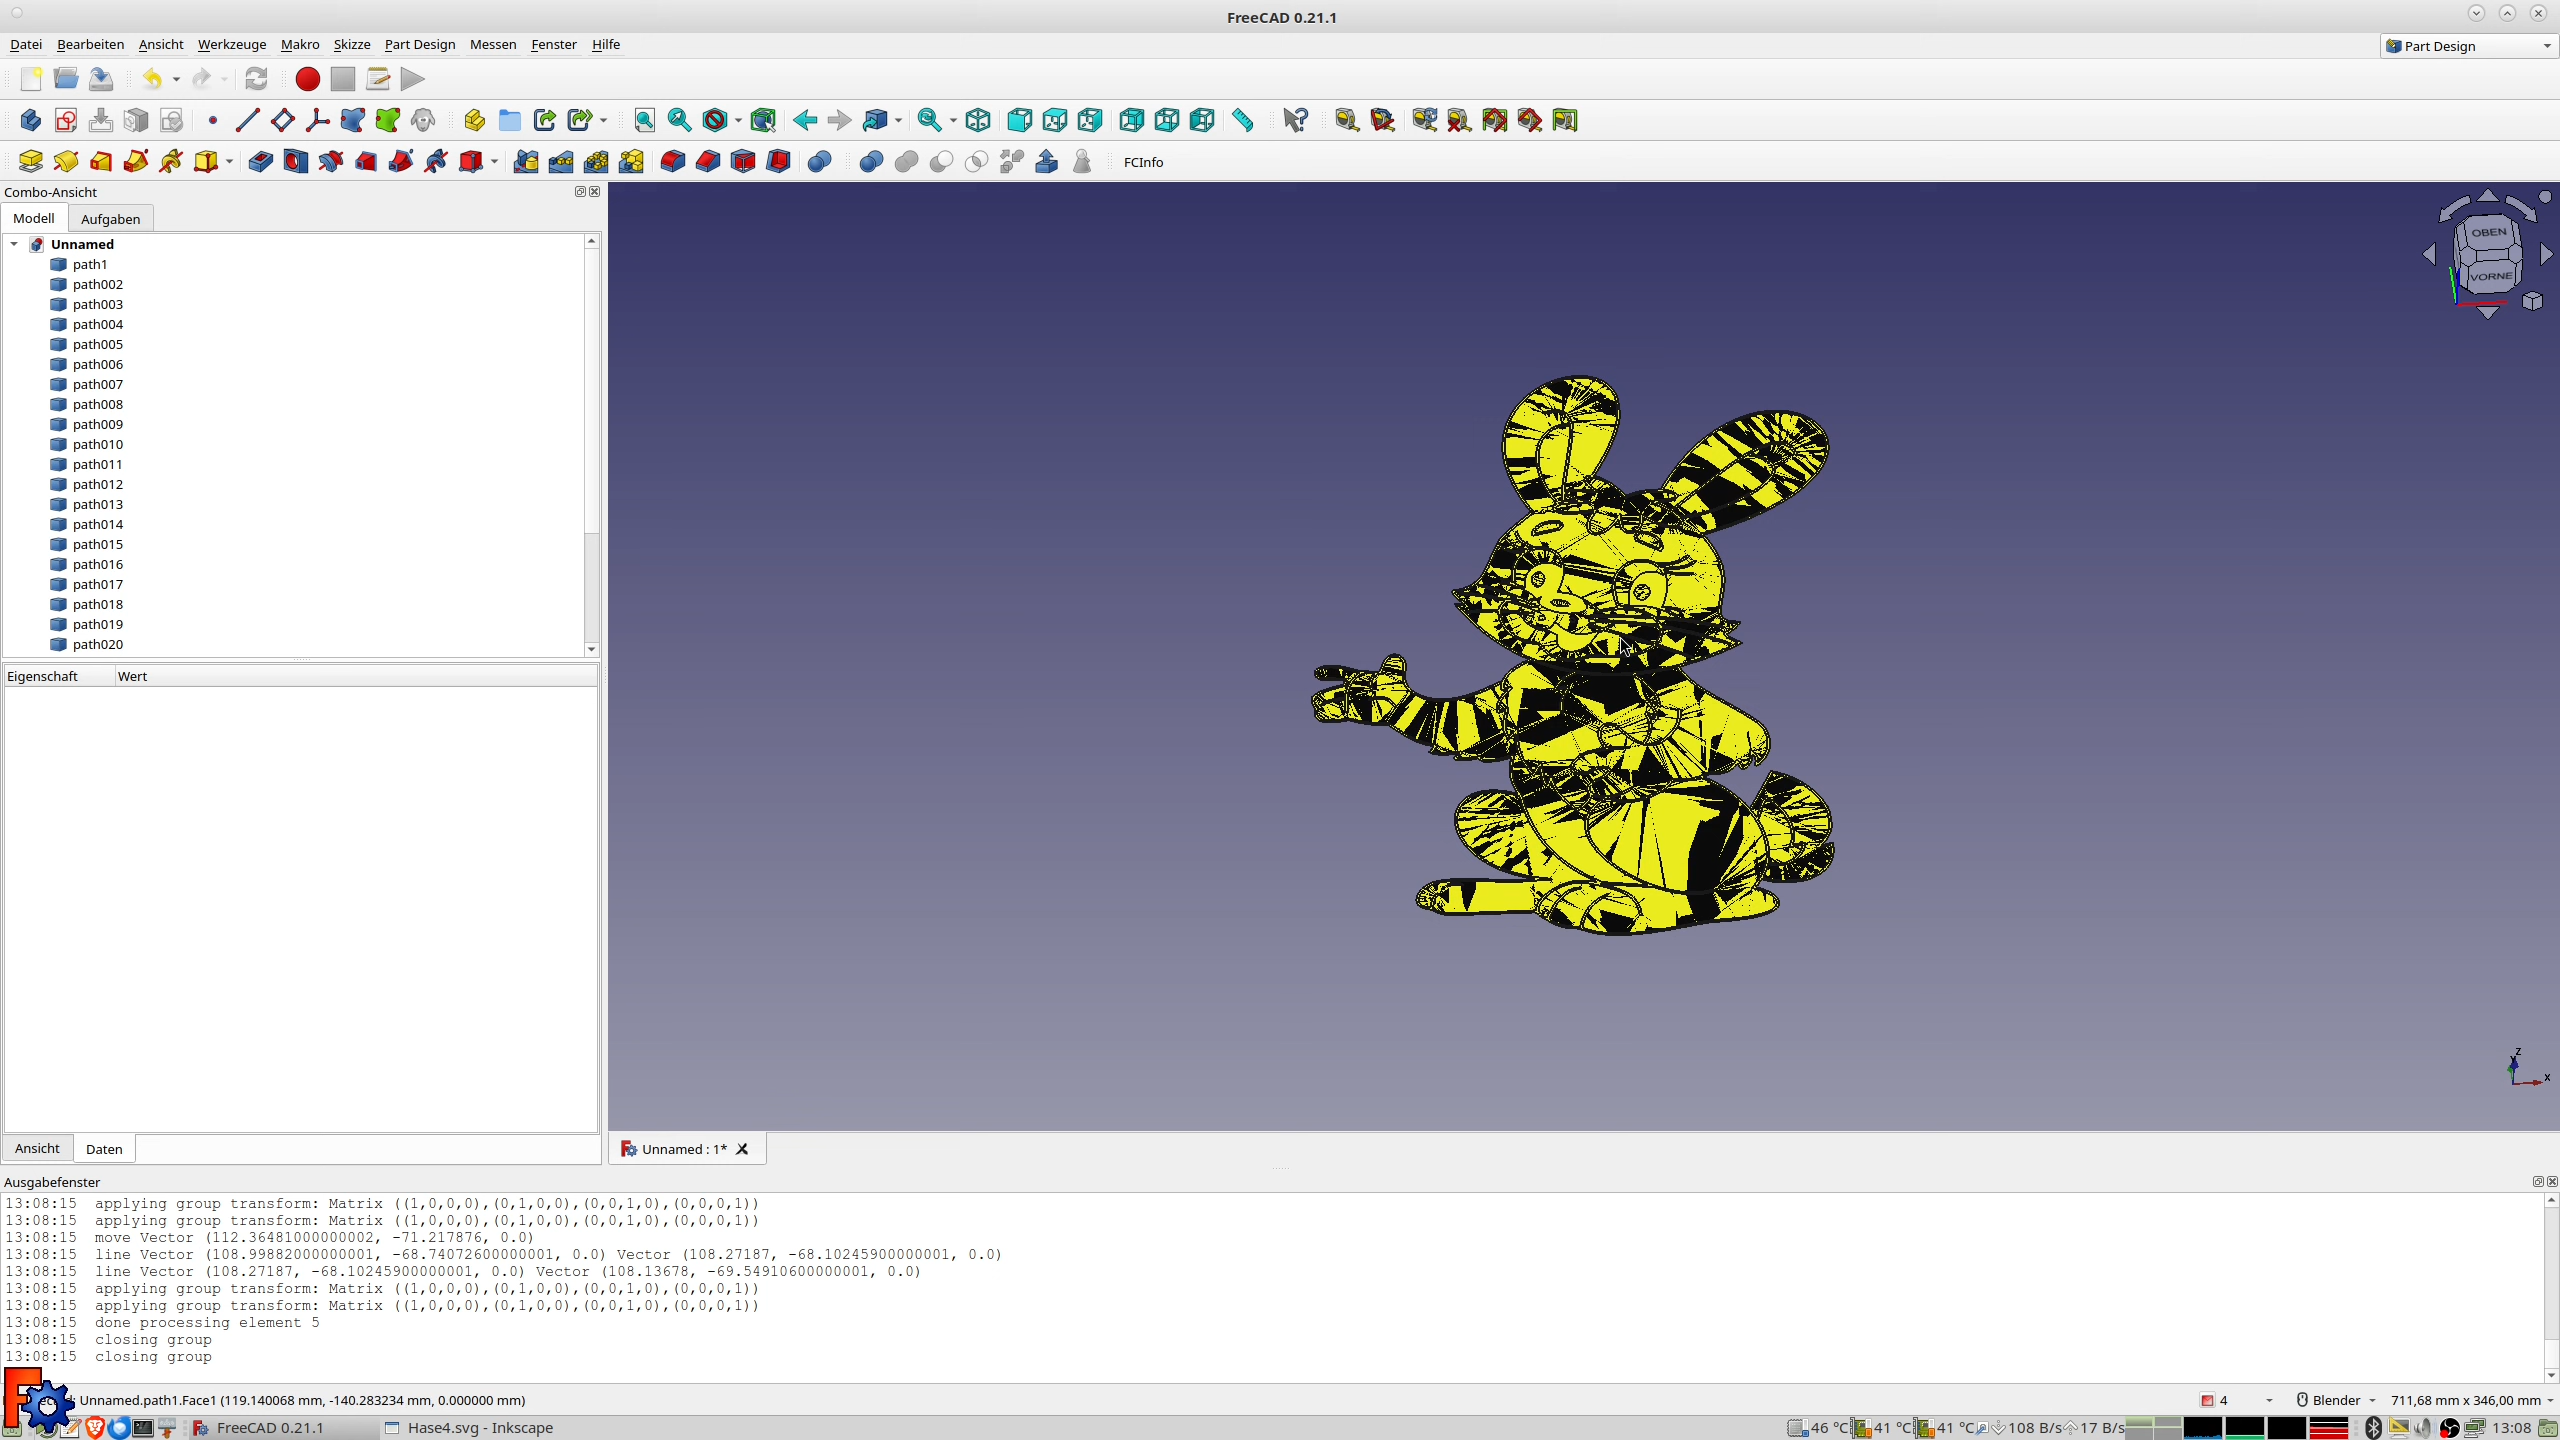 FreeCAD 0.21.1
Datei Bearbeiten Ansicht Werkzeuge Makro Skizze Part Design Messen Fenster Hilfe
Part Design
FCInfo
Combo-Ansicht
Modell Aufgaben
Unnamed
path1
path002
path003
path004
path005
path006
path007
path008
path009
path010
path011
path012
path013
path014
path015
path016
path017
path018
path019
path020
Eigenschaft Wert
OBEN
VORNE
Z
X
Ansicht Daten
Unnamed : 1*
Ausgabefenster
13:08:15 applying group transform: Matrix ((1,0,0,0),(0,1,0,0),(0,0,1,0),(0,0,0,1))
13:08:15 applying group transform: Matrix ((1,0,0,0),(0,1,0,0),(0,0,1,0),(0,0,0,1))
13:08:15 move Vector (112.36481000000002, -71.217876, 0.0)
13:08:15 line Vector (108.99882000000001, -68.74072600000001, 0.0) Vector (108.27187, -68.10245900000001, 0.0)
13:08:15 line Vector (108.27187, -68.10245900000001, 0.0) Vector (108.13678, -69.54910600000001, 0.0)
13:08:15 applying group transform: Matrix ((1,0,0,0),(0,1,0,0),(0,0,1,0),(0,0,0,1))
13:08:15 applying group transform: Matrix ((1,0,0,0),(0,1,0,0),(0,0,1,0),(0,0,0,1))
13:08:15 done processing element 5
13:08:15 closing group
13:08:15 closing group
Unnamed.path1.Face1 (119.140068 mm, -140.283234 mm, 0.000000 mm)
4 Blender 711,68 mm x 346,00 mm
FreeCAD 0.21.1 Hase4.svg - Inkscape 46 °C 41 °C 41 °C 108 B/s 17 B/s 13:08